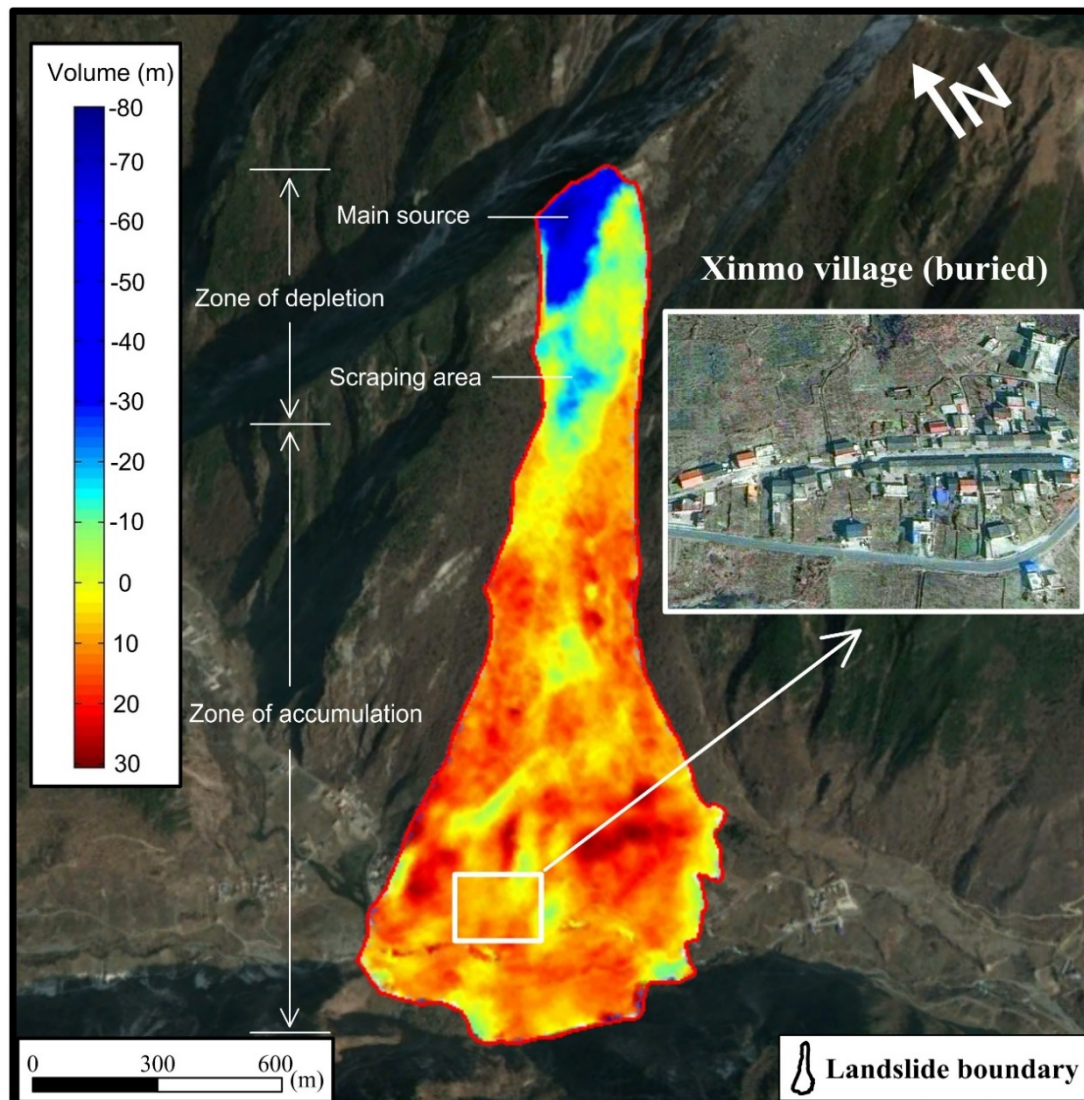 Volume (m)
-80
-70
-60
-50
-40
-30
-20
-10
0
10
20
30
N
Main source
Zone of depletion
Scraping area
Xinmo village (buried)
Zone of accumulation
0 300 600
(m)
Landslide boundary